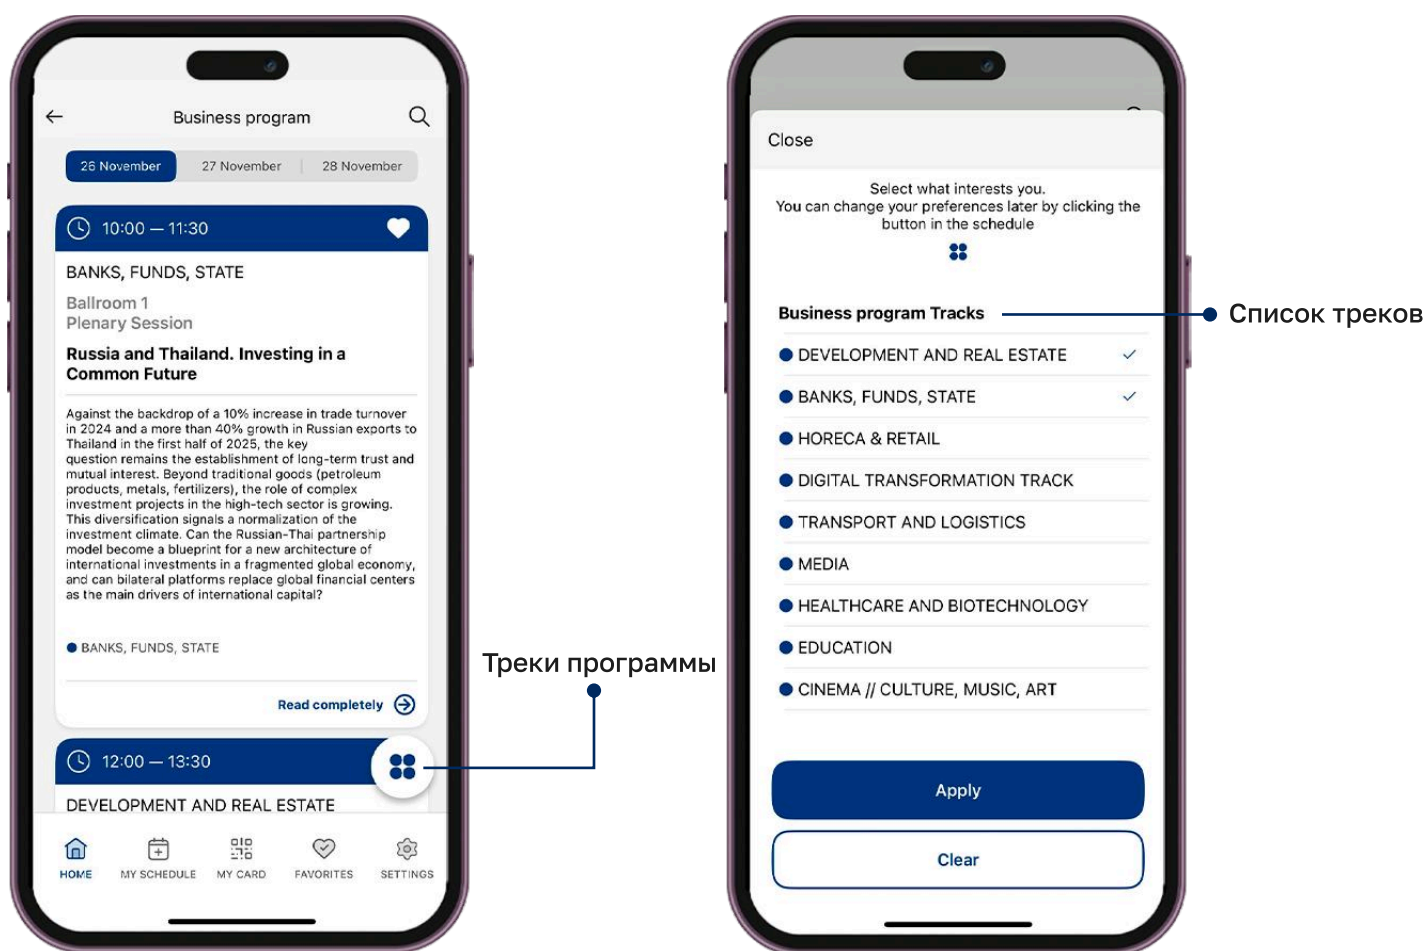 Business program
26 November
27 November
28 November
10:00 — 11:30
BANKS, FUNDS, STATE
Ballroom 1
Plenary Session
Russia and Thailand. Investing in a
Common Future
Against the backdrop of a 10% increase in trade turnover
in 2024 and a more than 40% growth in Russian exports to
Thailand in the first half of 2025, the key
question remains the establishment of long-term trust and
mutual interest. Beyond traditional goods (petroleum
products, metals, fertilizers), the role of complex
investment projects in the high-tech sector is growing.
This diversification signals a normalization of the
investment climate. Can the Russian-Thai partnership
model become a blueprint for a new architecture of
international investments in a fragmented global economy,
and can bilateral platforms replace global financial centers
as the main drivers of international capital?
BANKS, FUNDS, STATE
Read completely
12:00 — 13:30
DEVELOPMENT AND REAL ESTATE
HOME
MY SCHEDULE
MY CARD
FAVORITES
SETTINGS
Треки программы
Close
Select what interests you.
You can change your preferences later by clicking the
button in the schedule
Business program Tracks
Список треков
DEVELOPMENT AND REAL ESTATE
BANKS, FUNDS, STATE
HORECA & RETAIL
DIGITAL TRANSFORMATION TRACK
TRANSPORT AND LOGISTICS
MEDIA
HEALTHCARE AND BIOTECHNOLOGY
EDUCATION
CINEMA // CULTURE, MUSIC, ART
Apply
Clear